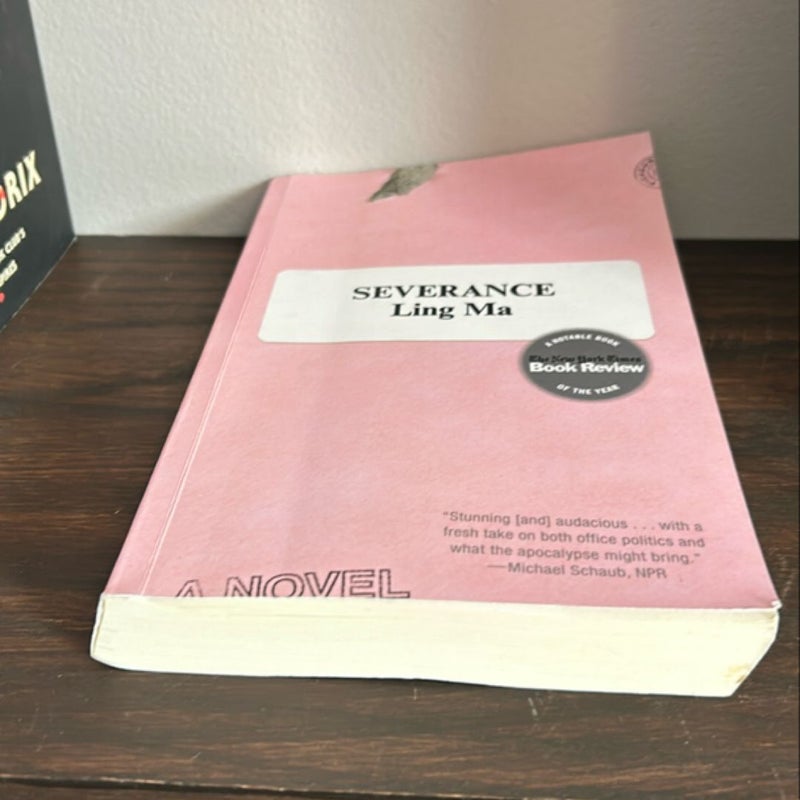 SEVERANCE
Ling Ma
A NOTABLE BOOK
The New York Times
Book Review
OF THE YEAR
"Stunning [and] audacious . . . with a
fresh take on both office politics and
what the apocalypse might bring."
—Michael Schaub, NPR
A NOVEL